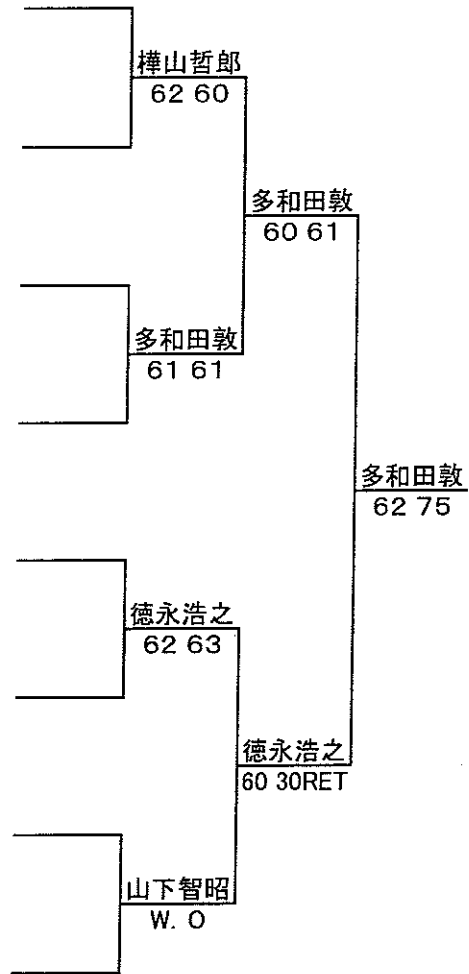 樺山哲郎
62 60
多和田敦
60 61
多和田敦
61 61
多和田敦
62 75
徳永浩之
62 63
徳永浩之
60 30RET
山下智昭
W. O